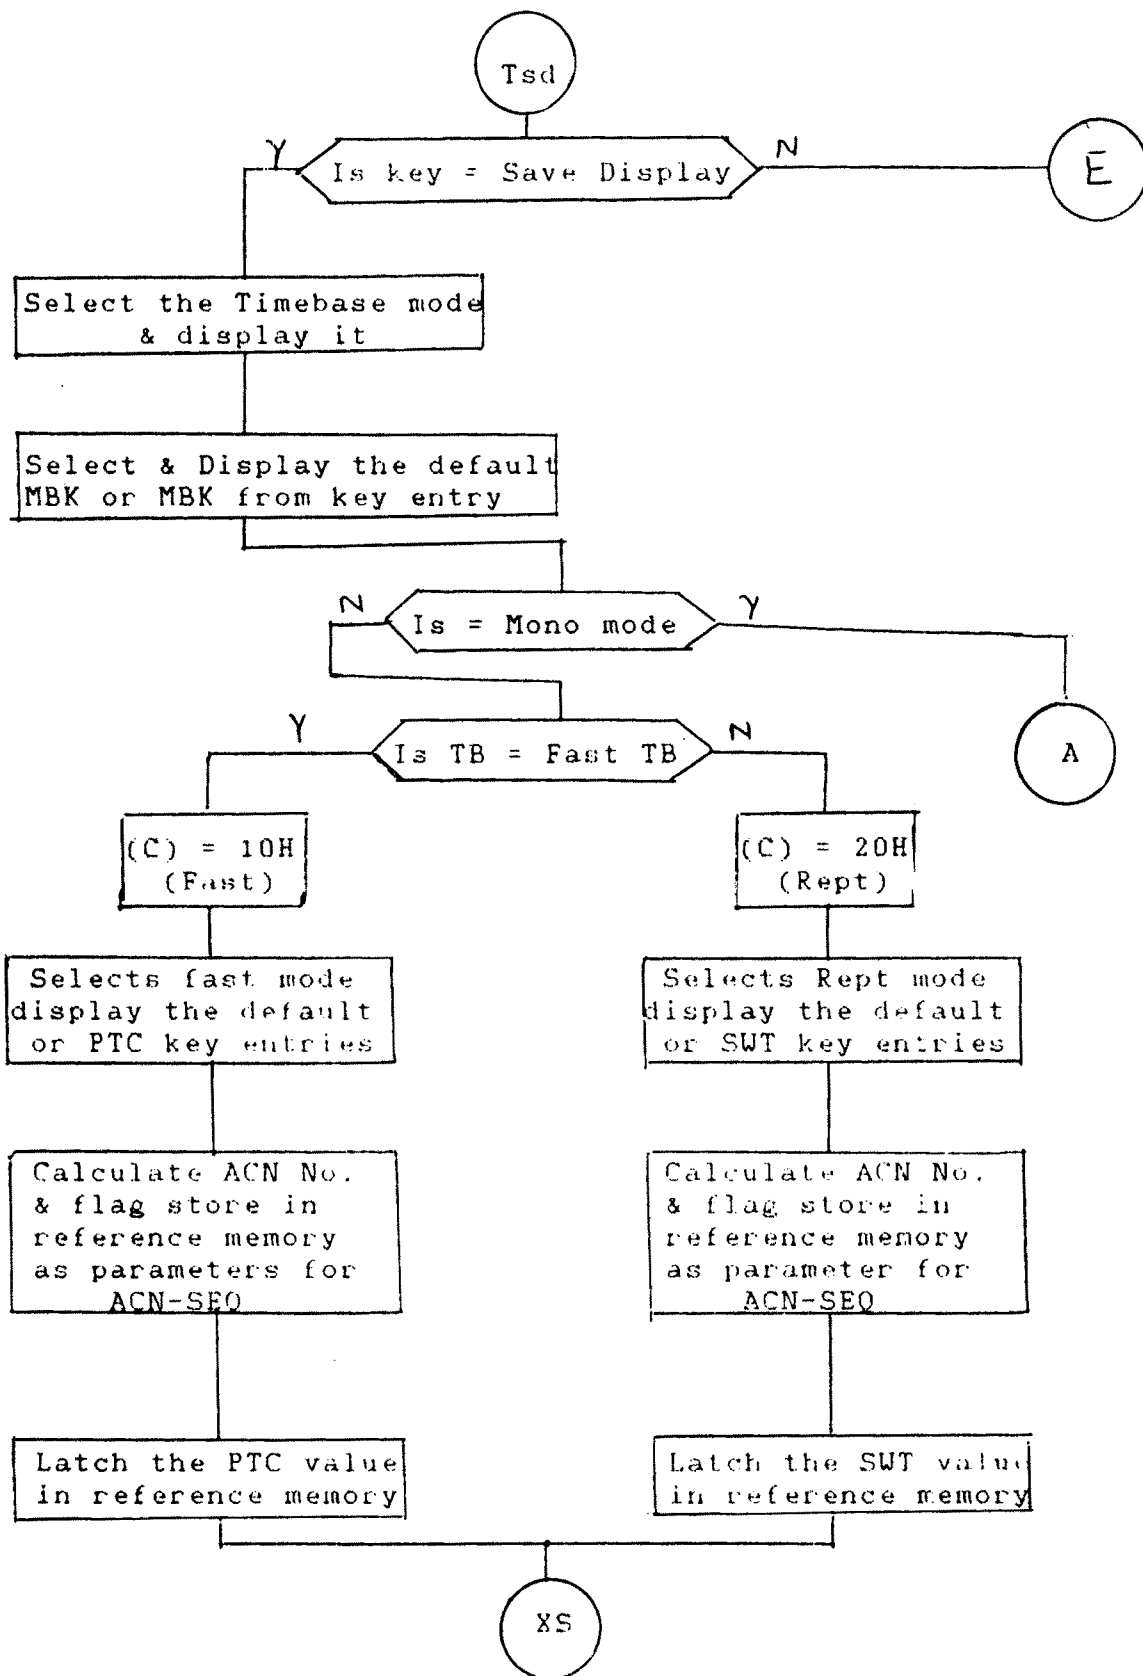 Tsd
Y
Is key = Save Display
N
E
Select the Timebase mode
& display it
Select & Display the default
MBK or MBK from key entry
N
Is = Mono mode
Y
A
Y
Is TB = Fast TB
N
(C) = 10H
(Fast)
(C) = 20H
(Rept)
Selects fast mode
display the default
or PTC key entries
Selects Rept mode
display the default
or SWT key entries
Calculate ACN No.
& flag store in
reference memory
as parameters for
ACN-SEQ
Calculate ACN No.
& flag store in
reference memory
as parameter for
ACN-SEQ
Latch the PTC value
in reference memory
Latch the SWT value
in reference memory
XS